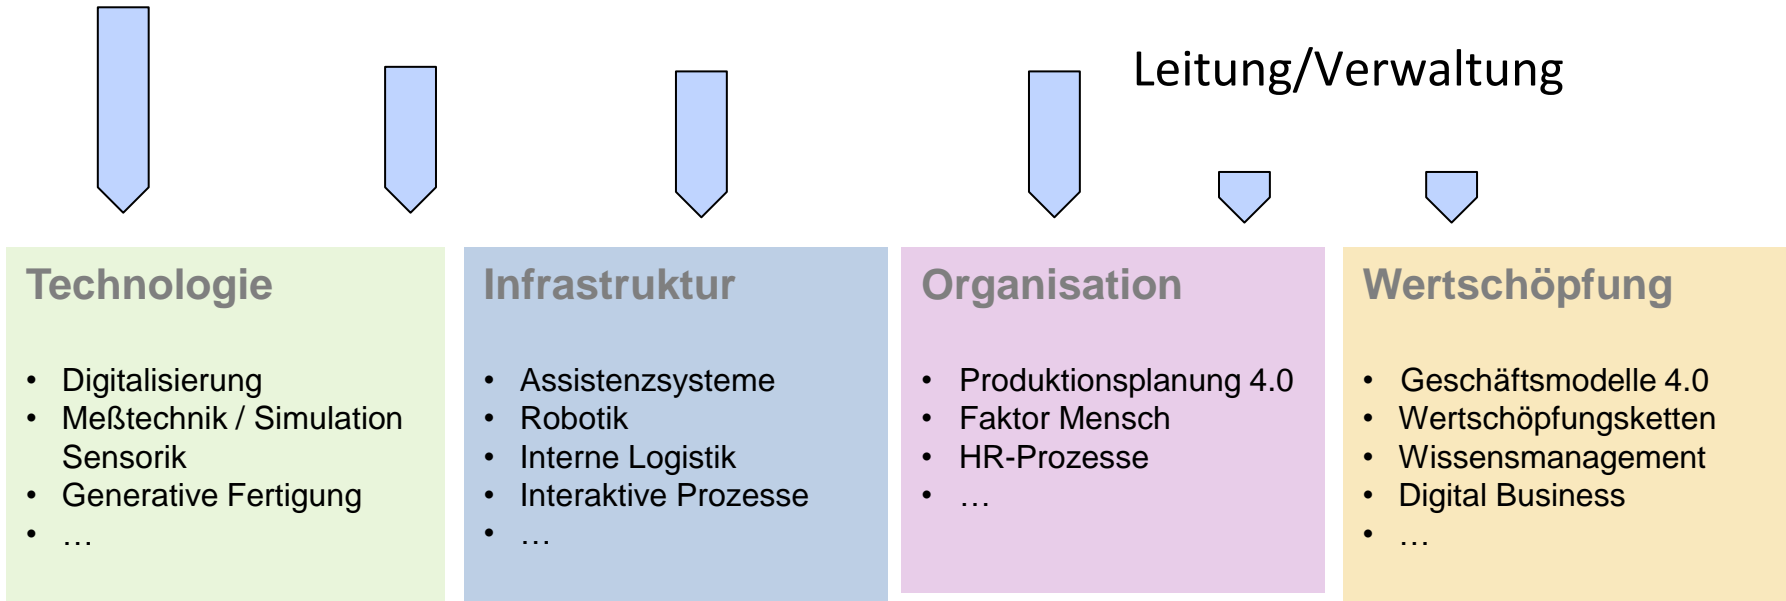 Leitung/Verwaltung
Technologie
• Digitalisierung
• Meßtechnik / Simulation
Sensorik
• Generative Fertigung
• …
Infrastruktur
• Assistenzsysteme
• Robotik
• Interne Logistik
• Interaktive Prozesse
• …
Organisation
• Produktionsplanung 4.0
• Faktor Mensch
• HR-Prozesse
• …
Wertschöpfung
• Geschäftsmodelle 4.0
• Wertschöpfungsketten
• Wissensmanagement
• Digital Business
• …